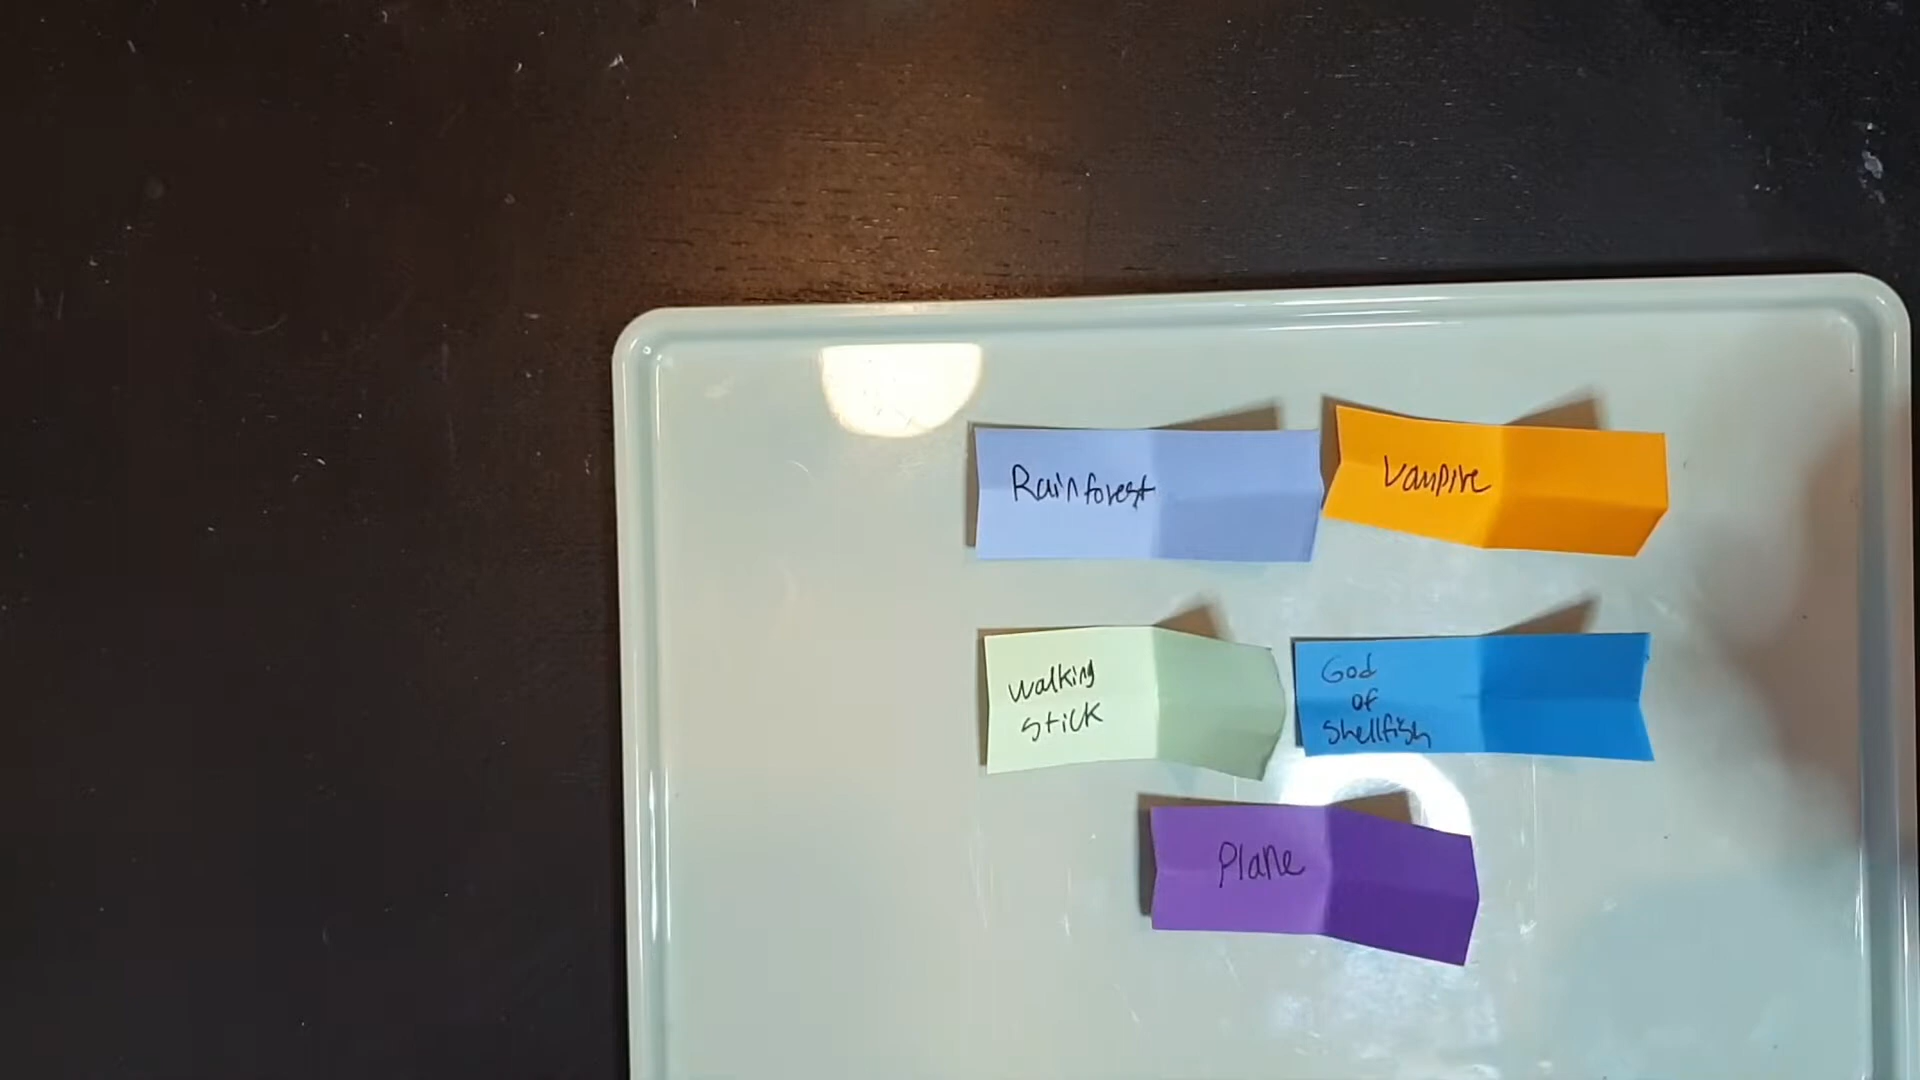 Rainforest
Vampire
Walking
Stick
God
of
Shellfish
Plane